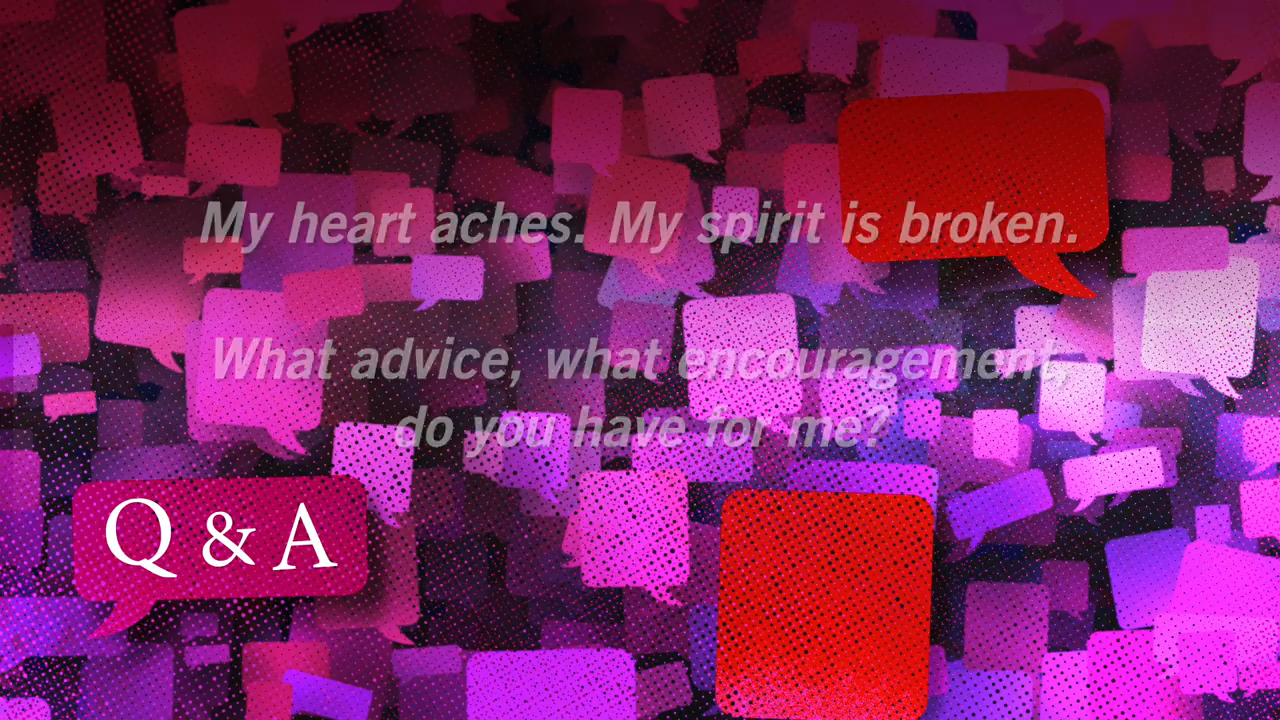 My heart aches. My spirit is broken.
What advice, what encouragement,
do you have for me?
Q & A